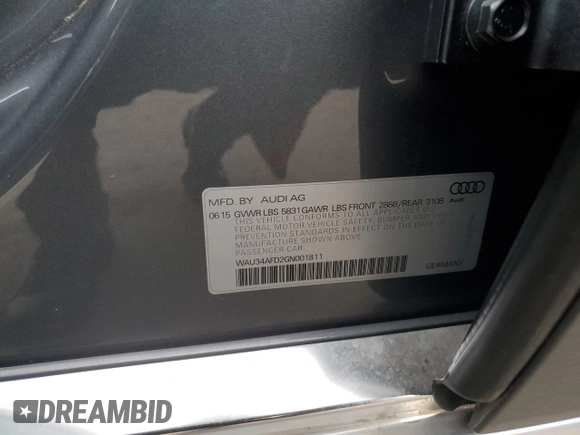 MFD. BY AUDI AG
06 15 GVWR LBS 5831 GAWR LBS FRONT 2888/REAR 3108
Audi
THIS VEHICLE CONFORMS TO ALL APPLICABLE U.S.
FEDERAL MOTOR VEHICLE SAFETY, BUMPER AND THEFT
PREVENTION STANDARDS IN EFFECT ON THE DATE OF
MANUFACTURE SHOWN ABOVE.
PASSENGER CAR
WAU34AFD2GN001811
GERMANY
DREAMBID